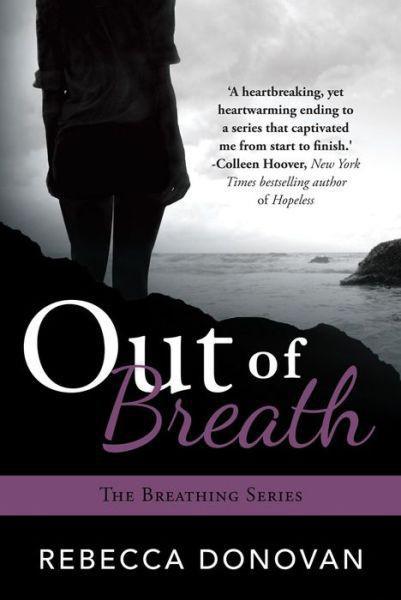 ‘A heartbreaking, yet
heartwarming ending to
a series that captivated
me from start to finish.'
-Colleen Hoover, New York
Times bestselling author
of Hopeless
Out of
Breath
The Breathing Series
REBECCA DONOVAN